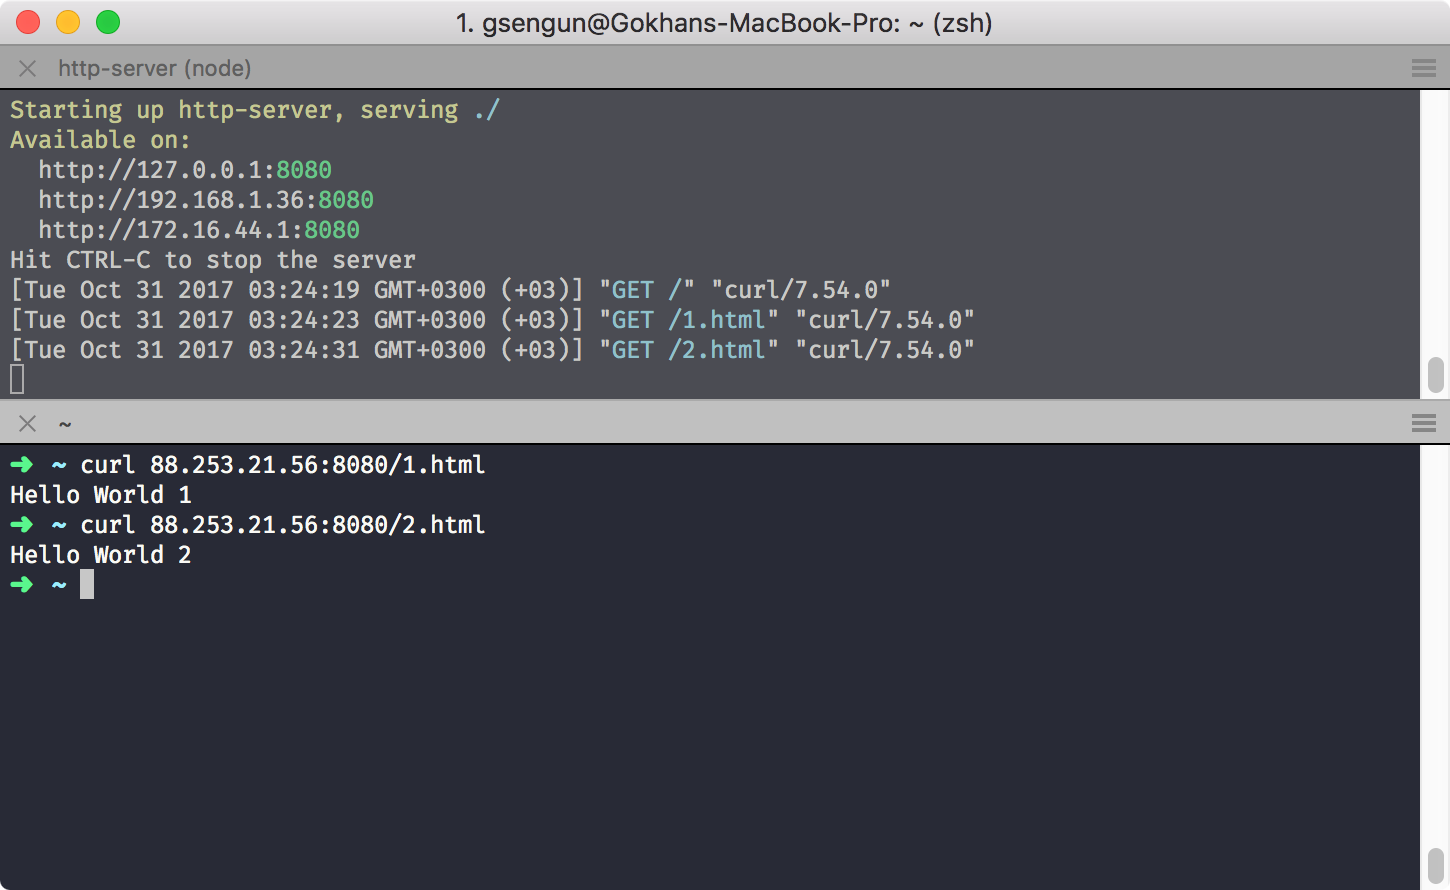 1. gsengun@Gokhans-MacBook-Pro: ~ (zsh)
http-server (node)
Starting up http-server, serving ./
Available on:
  http://127.0.0.1:8080
  http://192.168.1.36:8080
  http://172.16.44.1:8080
Hit CTRL-C to stop the server
[Tue Oct 31 2017 03:24:19 GMT+0300 (+03)] "GET /" "curl/7.54.0"
[Tue Oct 31 2017 03:24:23 GMT+0300 (+03)] "GET /1.html" "curl/7.54.0"
[Tue Oct 31 2017 03:24:31 GMT+0300 (+03)] "GET /2.html" "curl/7.54.0"
~
➜ ~ curl 88.253.21.56:8080/1.html
Hello World 1
➜ ~ curl 88.253.21.56:8080/2.html
Hello World 2
➜ ~